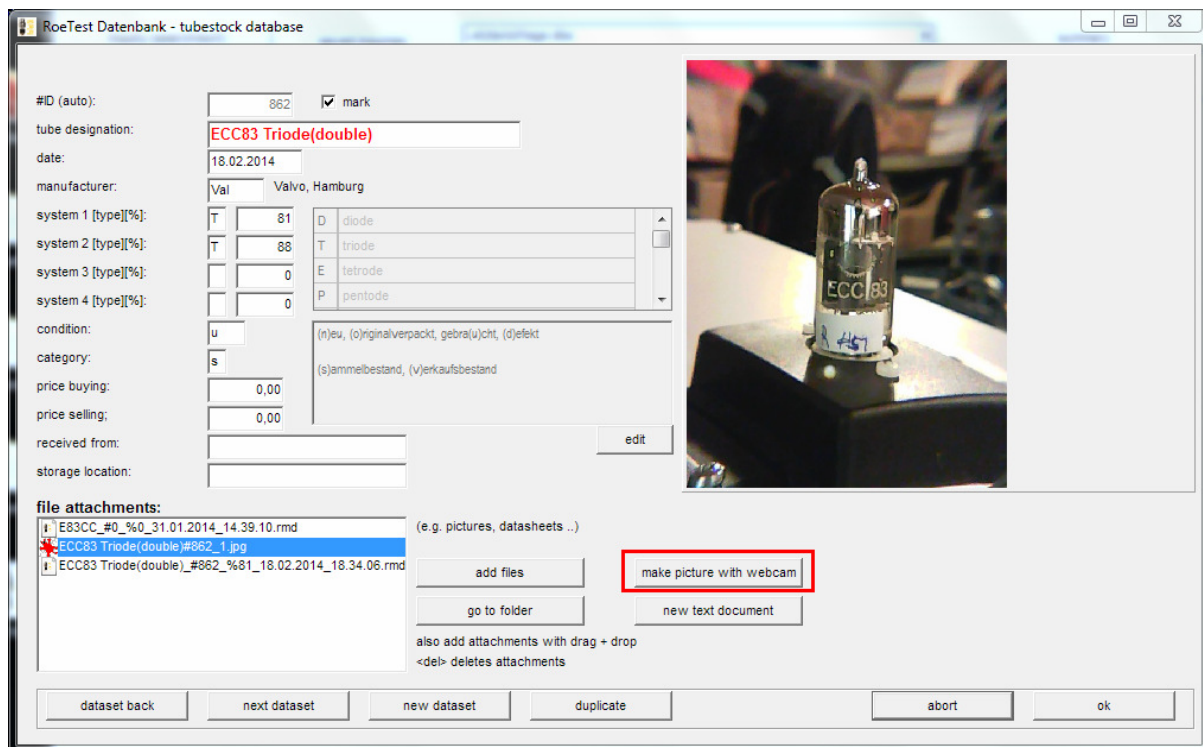 RoeTest Datenbank - tubestock database
#ID (auto): 862 mark
tube designation: ECC83 Triode(double)
date: 18.02.2014
manufacturer: Val Valvo, Hamburg
system 1 [type][%]: T 81
system 2 [type][%]: T 88
system 3 [type][%]: 0
system 4 [type][%]: 0
D diode
T triode
E tetrode
P pentode
condition: u
category: s
price buying: 0,00
price selling; 0,00
received from:
storage location:
(n)eu, (o)riginalverpackt, gebra(u)cht, (d)efekt
(s)ammelbestand, (v)erkaufsbestand
edit
ECC 83
file attachments:
E83CC_#0_%0_31.01.2014_14.39.10.rmd
ECC83 Triode(double)#862_1.jpg
ECC83 Triode(double)_#862_%81_18.02.2014_18.34.06.rmd
(e.g. pictures, datasheets ..)
add files
make picture with webcam
go to folder
new text document
also add attachments with drag + drop
<del> deletes attachments
dataset back
next dataset
new dataset
duplicate
abort
ok